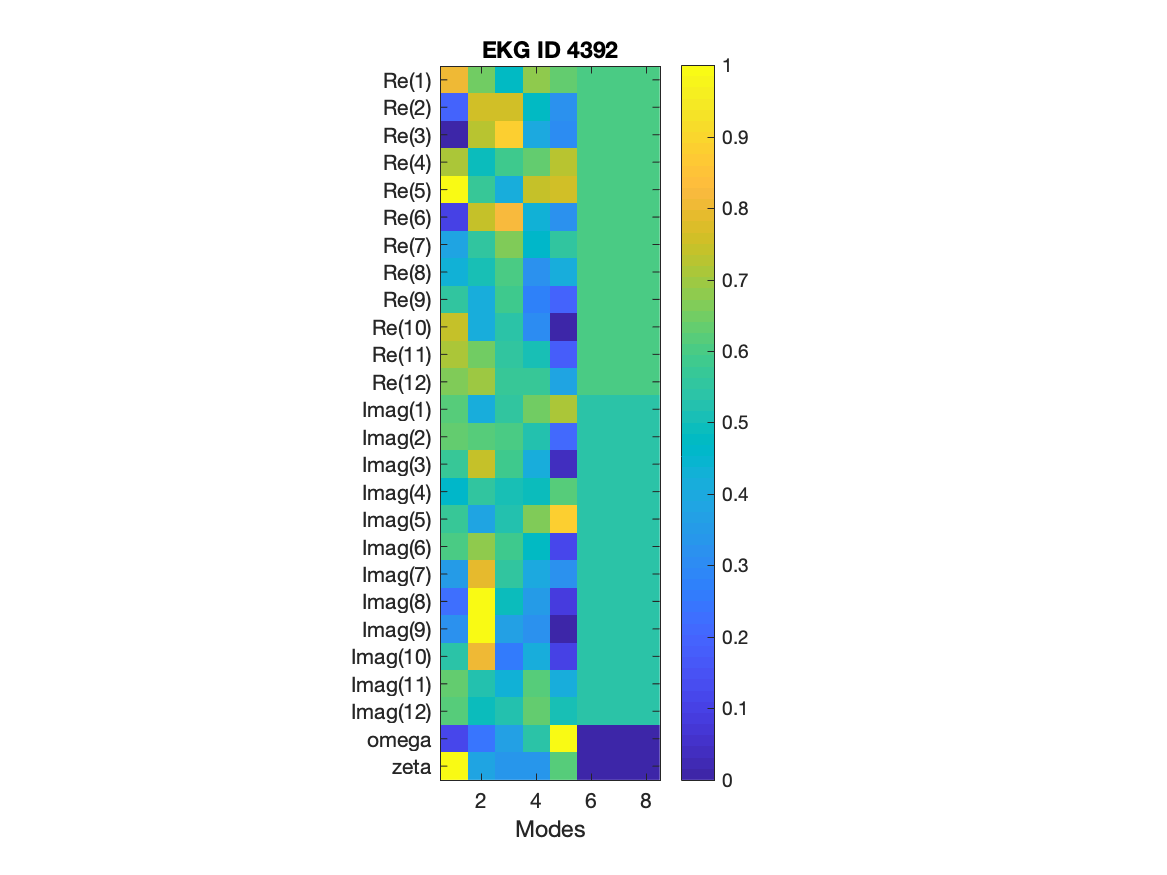 EKG ID 4392
Re(1)
Re(2)
Re(3)
Re(4)
Re(5)
Re(6)
Re(7)
Re(8)
Re(9)
Re(10)
Re(11)
Re(12)
Imag(1)
Imag(2)
Imag(3)
Imag(4)
Imag(5)
Imag(6)
Imag(7)
Imag(8)
Imag(9)
Imag(10)
Imag(11)
Imag(12)
omega
zeta
2 4 6 8
Modes
1
0.9
0.8
0.7
0.6
0.5
0.4
0.3
0.2
0.1
0